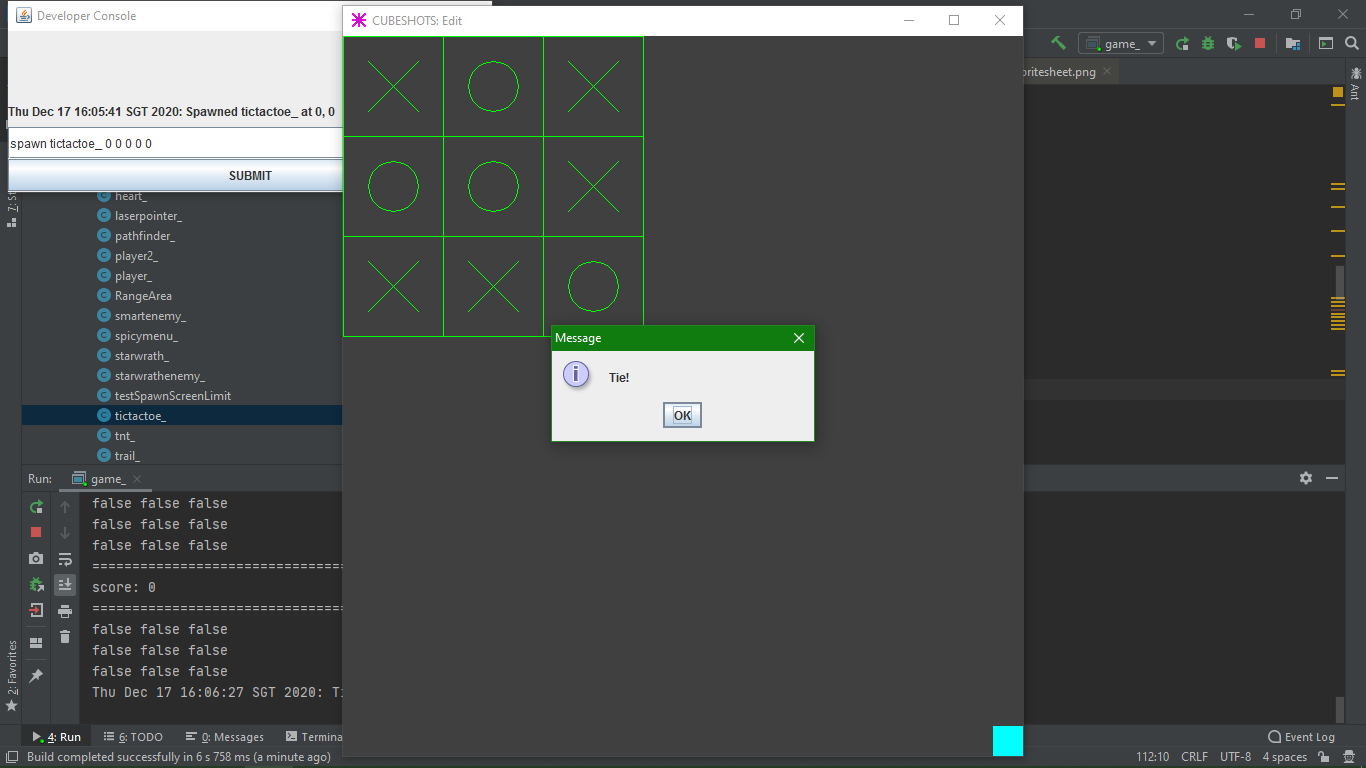 Developer Console
CUBESHOTS: Edit
game_
pritesheet.png
Ant
Thu Dec 17 16:05:41 SGT 2020: Spawned tictactoe_ at 0, 0
spawn tictactoe_ 0 0 0 0 0
SUBMIT
heart_
laserpointer_
pathfinder_
player2_
player_
RangeArea
smartenemy_
spicymenu_
starwrath_
starwrathenemy_
testSpawnScreenLimit
tictactoe_
tnt_
trail_
Message
Tie!
OK
Run:
game_
false false false
false false false
false false false
score: 0
false false false
false false false
false false false
Thu Dec 17 16:06:27 SGT 2020: Ti
2: Favorites
4: Run
6: TODO
0: Messages
Termina
Event Log
Build completed successfully in 6 s 758 ms (a minute ago)
112:10
CRLF
UTF-8
4 spaces